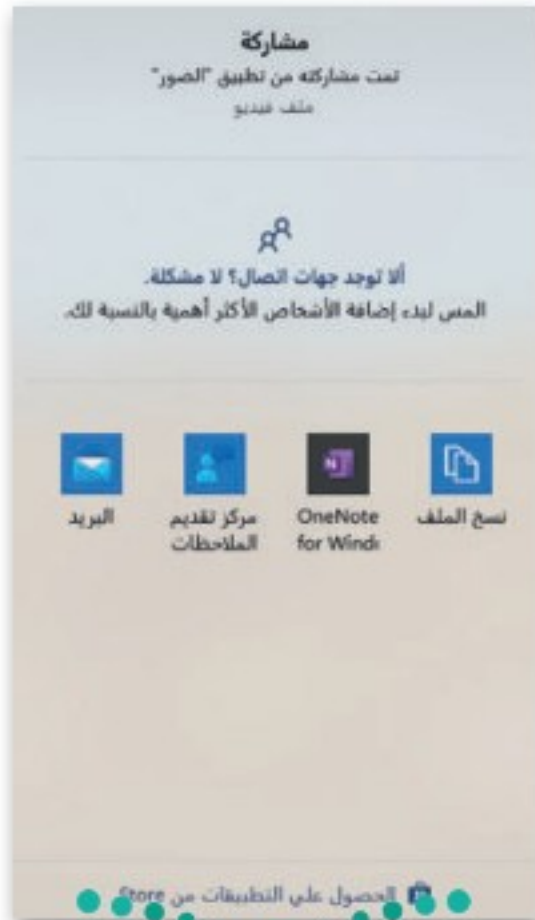 مشاركة
تمت مشاركته من تطبيق "الصور"
ملف فيديو
ألا توجد جهات اتصال؟ لا مشكلة.
المس لبدء إضافة الأشخاص الأكثر أهمية بالنسبة لك.
نسخ الملف
OneNote
for Windo
مركز تقديم
الملاحظات
البريد
الحصول على التطبيقات من Store